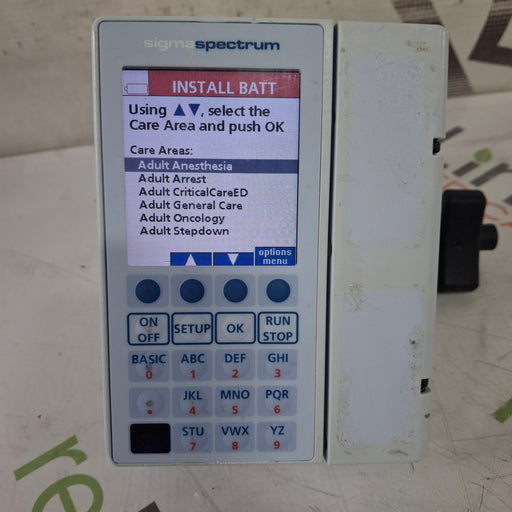 sigmaspectrum
INSTALL BATT
Using ▲▼, select the
Care Area and push OK
Care Areas:
Adult Anesthesia
Adult Arrest
Adult CriticalCareED
Adult General Care
Adult Oncology
Adult Stepdown
▲ ▼ options
menu
ON
OFF
SETUP
OK
RUN
STOP
BASIC ABC DEF GHI
0 1 2 3
JKL MNO PQR
. 4 5 6
STU VWX YZ
7 8 9
re